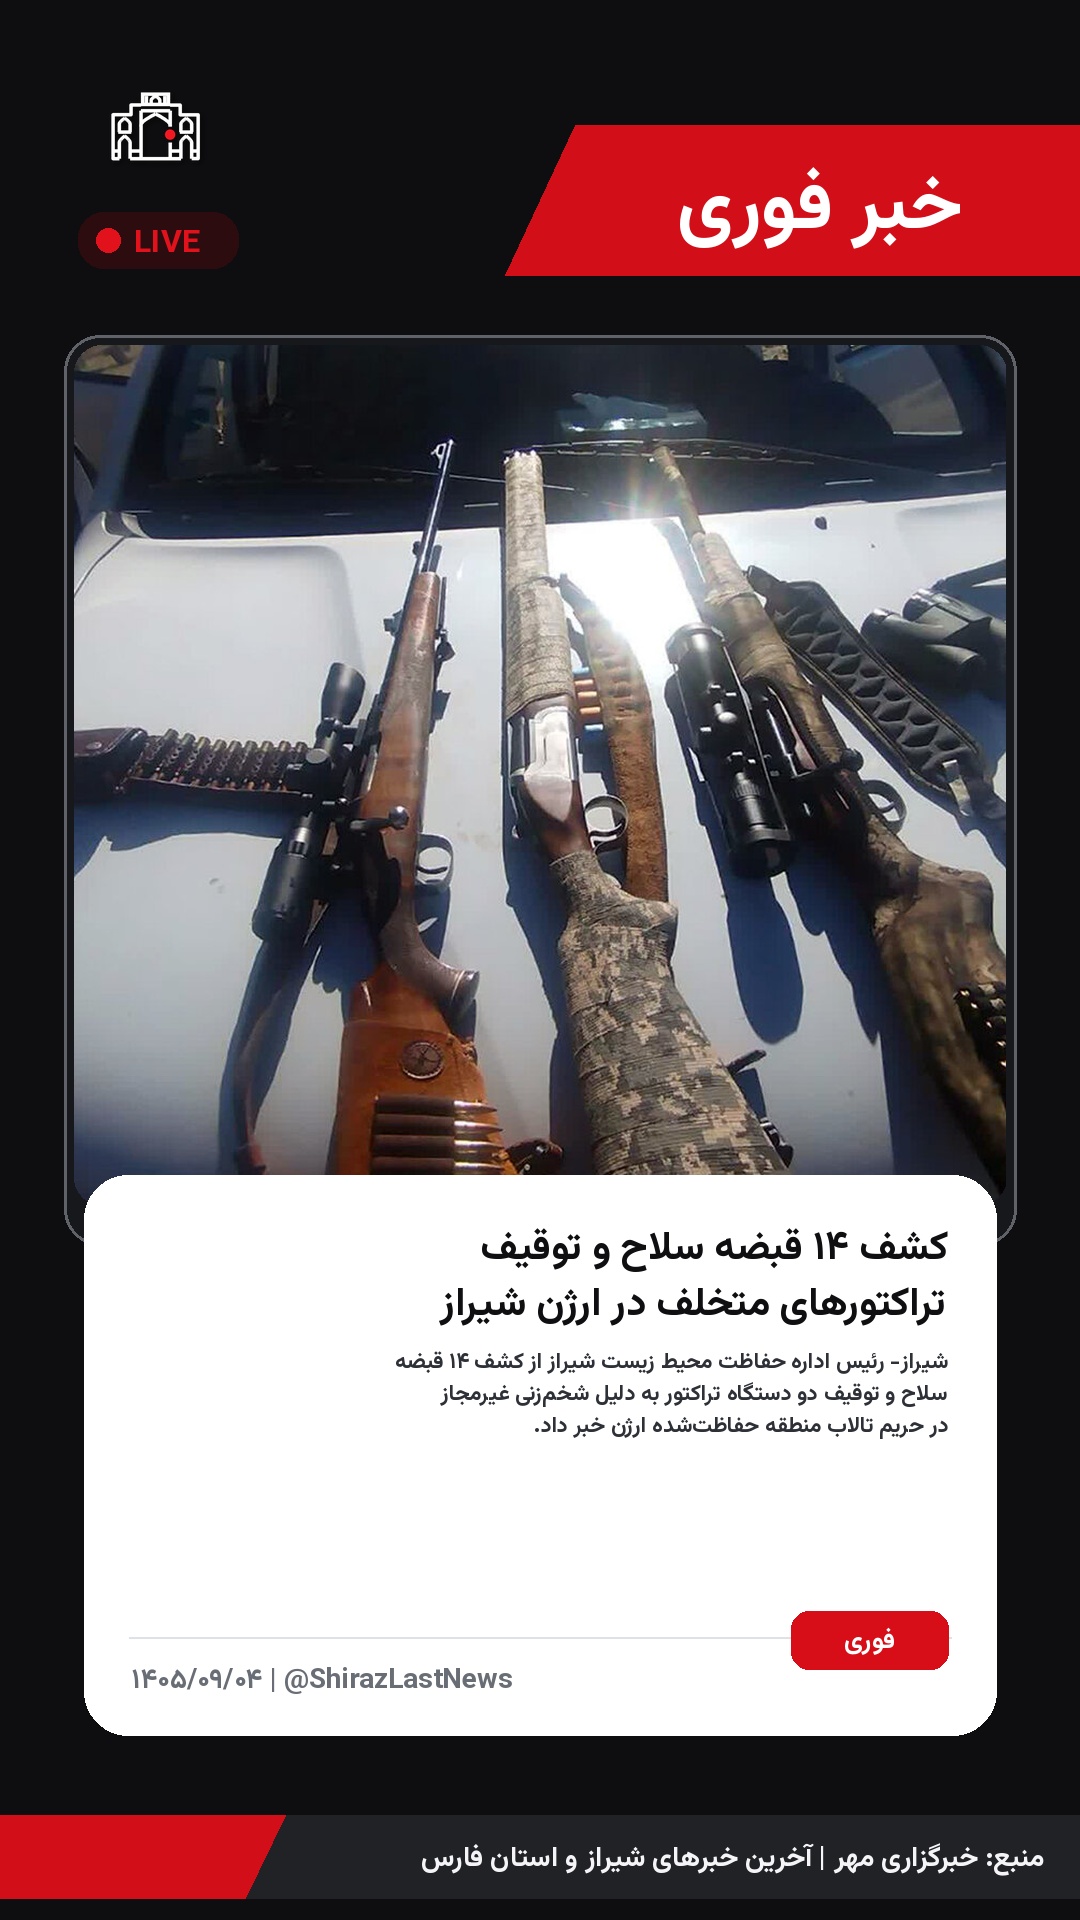 خبر فوری
LIVE
کشف ۱۴ قبضه سلاح و توقیف
تراکتورهای متخلف در ارژن شیراز
شیراز- رئیس اداره حفاظت محیط زیست شیراز از کشف ۱۴ قبضه
سلاح و توقیف دو دستگاه تراکتور به دلیل شخم‌زنی غیرمجاز
در حریم تالاب منطقه حفاظت‌شده ارژن خبر داد.
فوری
۱۴۰۵/۰۹/۰۴ | @ShirazLastNews
منبع: خبرگزاری مهر | آخرین خبرهای شیراز و استان فارس